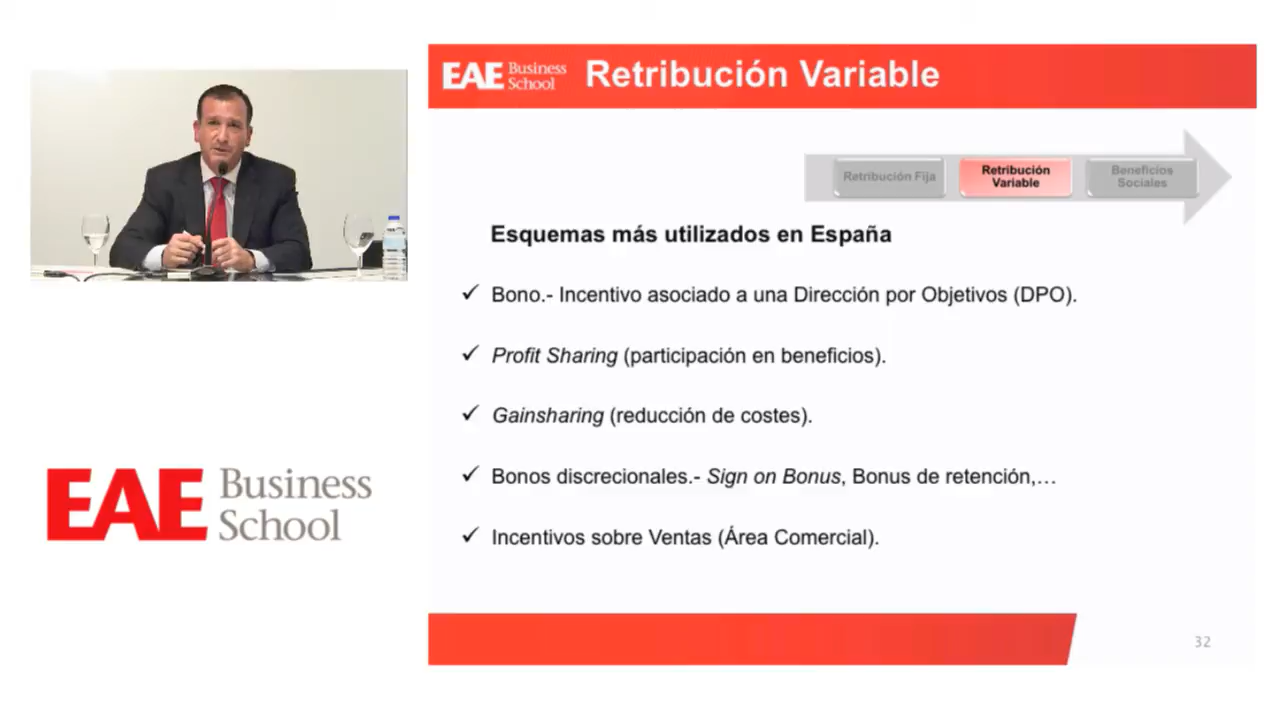 EAE Business School
Retribución Variable
Retribución Fija
Retribución Variable
Beneficios Sociales
Esquemas más utilizados en España
✓ Bono.- Incentivo asociado a una Dirección por Objetivos (DPO).
✓ Profit Sharing (participación en beneficios).
✓ Gainsharing (reducción de costes).
✓ Bonos discrecionales.- Sign on Bonus, Bonus de retención,…
✓ Incentivos sobre Ventas (Área Comercial).
EAE Business School
32